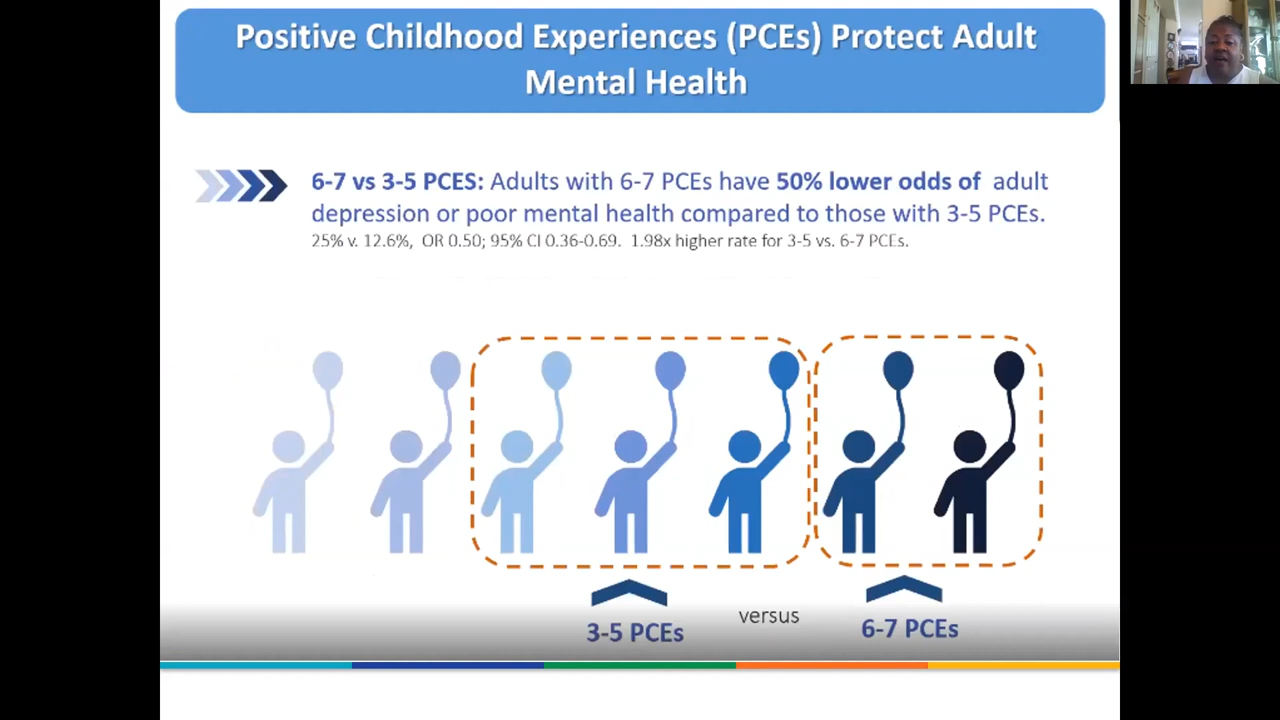 Positive Childhood Experiences (PCEs) Protect Adult
Mental Health
6-7 vs 3-5 PCES: Adults with 6-7 PCEs have 50% lower odds of adult
depression or poor mental health compared to those with 3-5 PCEs.
25% v. 12.6%, OR 0.50; 95% CI 0.36-0.69. 1.98x higher rate for 3-5 vs. 6-7 PCEs.
3-5 PCEs
versus
6-7 PCEs